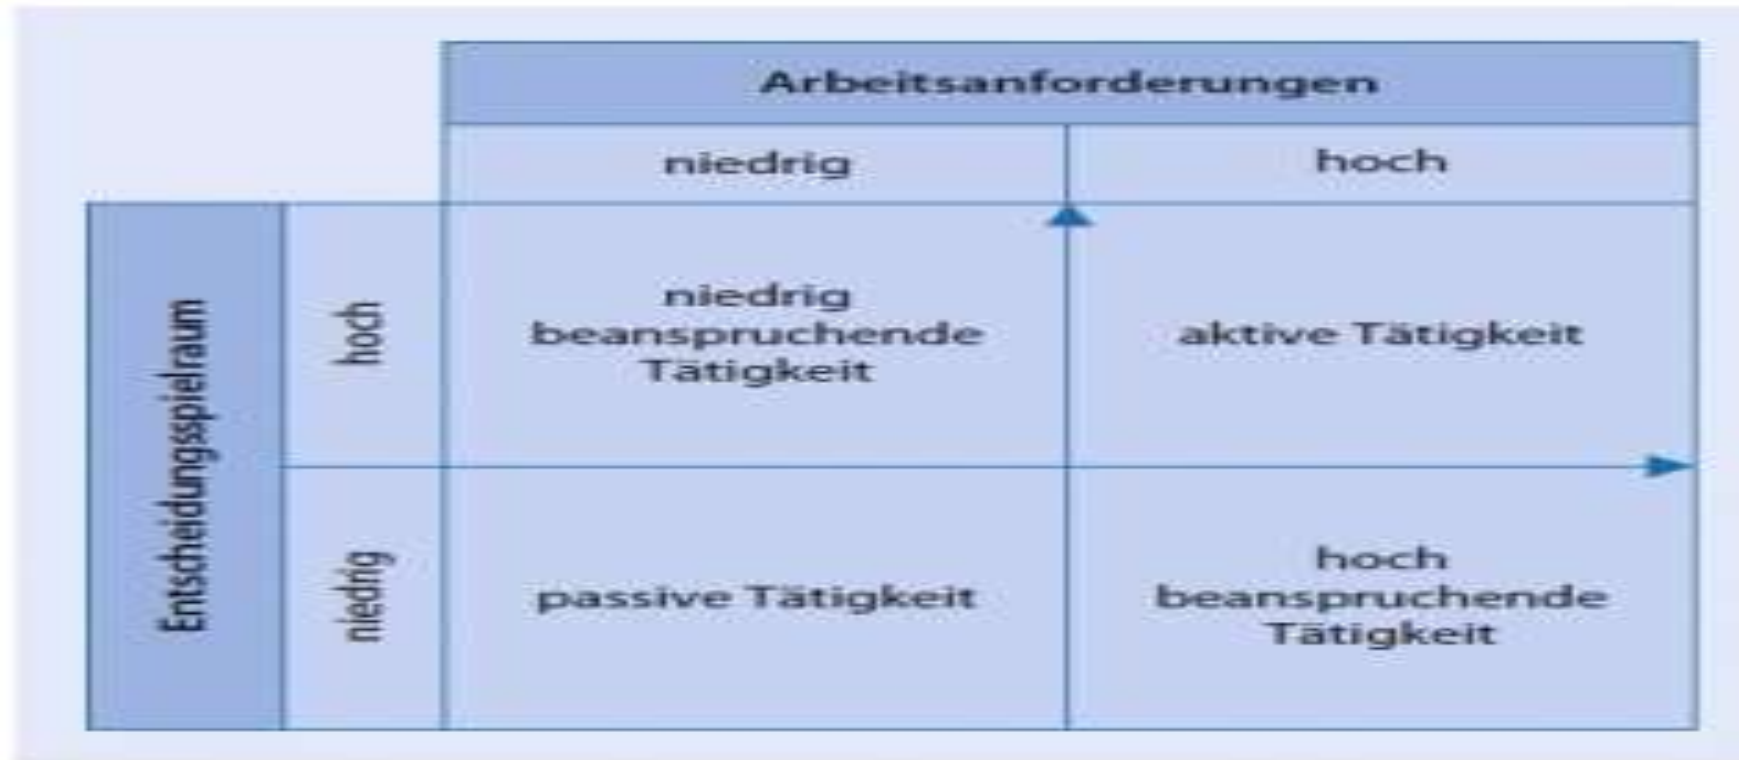 Arbeitsanforderungen
niedrig
hoch
Entscheidungsspielraum
hoch
niedrig
beanspruchende
Tätigkeit
aktive Tätigkeit
niedrig
passive Tätigkeit
hoch
beanspruchende
Tätigkeit